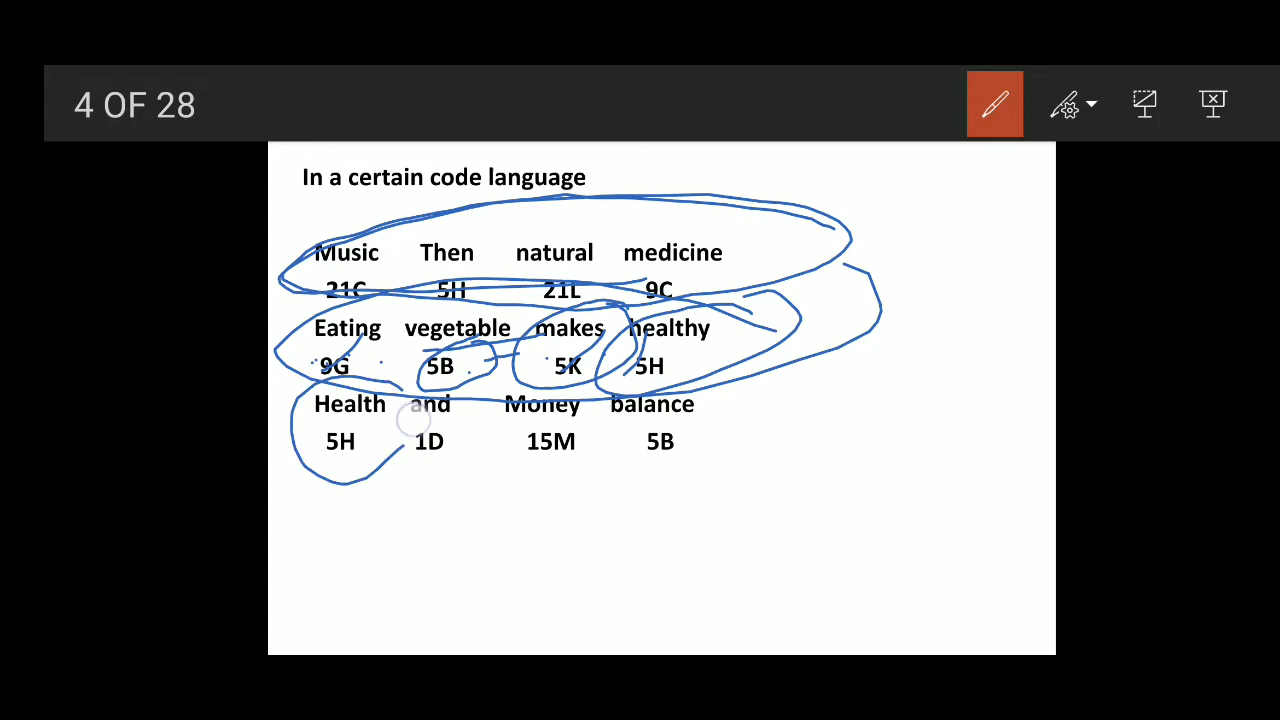 4 OF 28
In a certain code language
Music Then natural medicine
21C 5H 21L 9C
Eating vegetable makes healthy
9G 5B 5K 5H
Health and Money balance
5H 1D 15M 5B